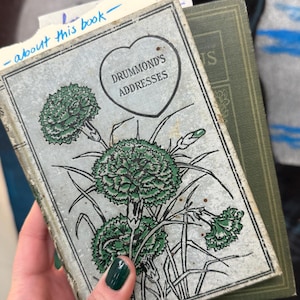 - about this book -
DRUMMOND'S
ADDRESSES